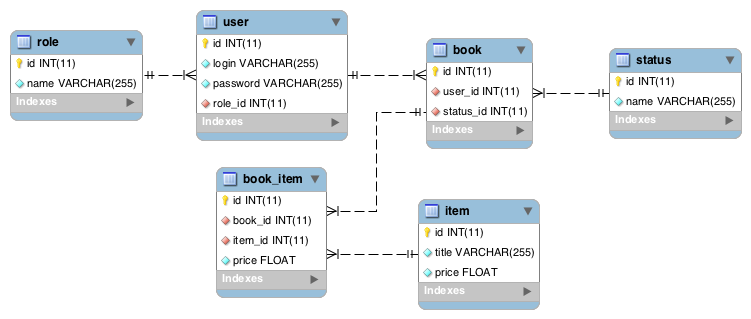 role
id INT(11)
name VARCHAR(255)
Indexes
user
id INT(11)
login VARCHAR(255)
password VARCHAR(255)
role_id INT(11)
Indexes
book
id INT(11)
user_id INT(11)
status_id INT(11)
Indexes
status
id INT(11)
name VARCHAR(255)
Indexes
book_item
id INT(11)
book_id INT(11)
item_id INT(11)
price FLOAT
Indexes
item
id INT(11)
title VARCHAR(255)
price FLOAT
Indexes